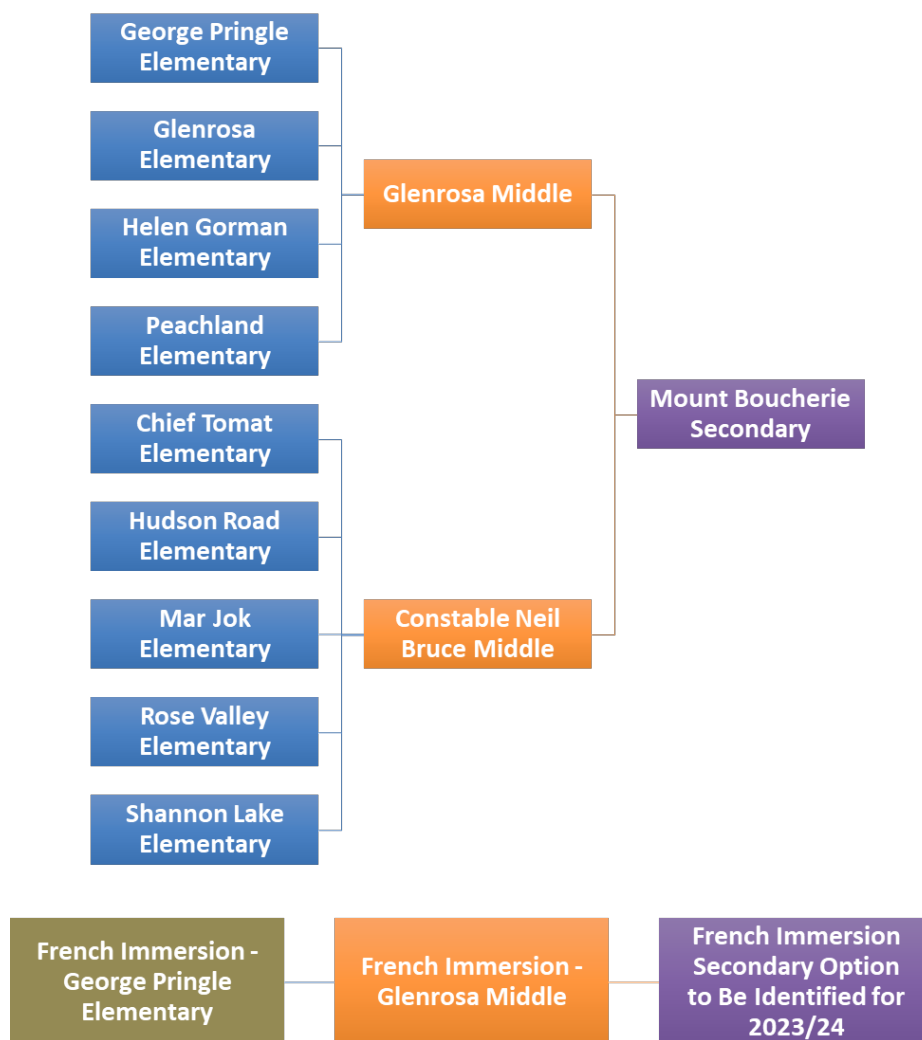 George Pringle
Elementary
Glenrosa
Elementary
Helen Gorman
Elementary
Peachland
Elementary
Glenrosa Middle
Chief Tomat
Elementary
Hudson Road
Elementary
Mar Jok
Elementary
Rose Valley
Elementary
Shannon Lake
Elementary
Constable Neil
Bruce Middle
Mount Boucherie
Secondary
French Immersion -
George Pringle
Elementary
French Immersion -
Glenrosa Middle
French Immersion
Secondary Option
to Be Identified for
2023/24